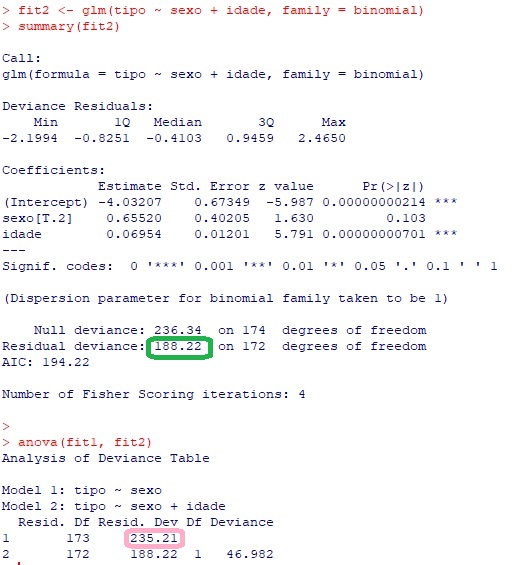 > fit2 <- glm(tipo ~ sexo + idade, family = binomial)
> summary(fit2)
Call:
glm(formula = tipo ~ sexo + idade, family = binomial)
Deviance Residuals:
Min 1Q Median 3Q Max
-2.1994 -0.8251 -0.4103 0.9459 2.4650
Coefficients:
Estimate Std. Error z value Pr(>|z|)
(Intercept) -4.03207 0.67349 -5.987 0.00000000214 ***
sexo[T.2] 0.65520 0.40205 1.630 0.103
idade 0.06954 0.01201 5.791 0.00000000701 ***
---
Signif. codes: 0 '***' 0.001 '**' 0.01 '*' 0.05 '.' 0.1 ' ' 1
(Dispersion parameter for binomial family taken to be 1)
Null deviance: 236.34 on 174 degrees of freedom
Residual deviance: 188.22 on 172 degrees of freedom
AIC: 194.22
Number of Fisher Scoring iterations: 4
>
> anova(fit1, fit2)
Analysis of Deviance Table
Model 1: tipo ~ sexo
Model 2: tipo ~ sexo + idade
Resid. Df Resid. Dev Df Deviance
1 173 235.21
2 172 188.22 1 46.982